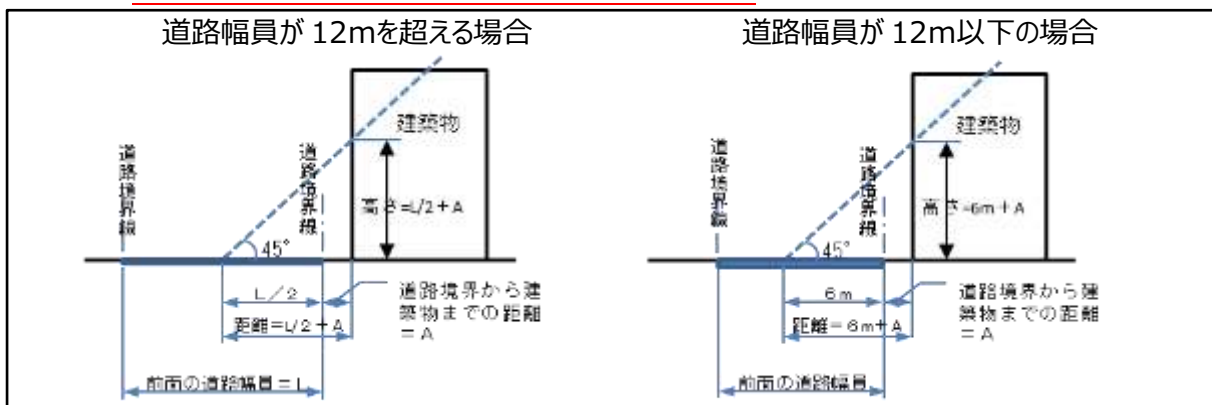 道路幅員が 12mを超える場合
建築物
道路境界線
道路境界線
高さ=L/2+A
45°
L/2
道路境界から建
築物までの距離
=A
距離=L/2+A
前面の道路幅員=L
道路幅員が 12m以下の場合
建築物
道路境界線
道路境界線
高さ=6m+A
45°
6m
道路境界から建
築物までの距離
=A
距離=6m+A
前面の道路幅員